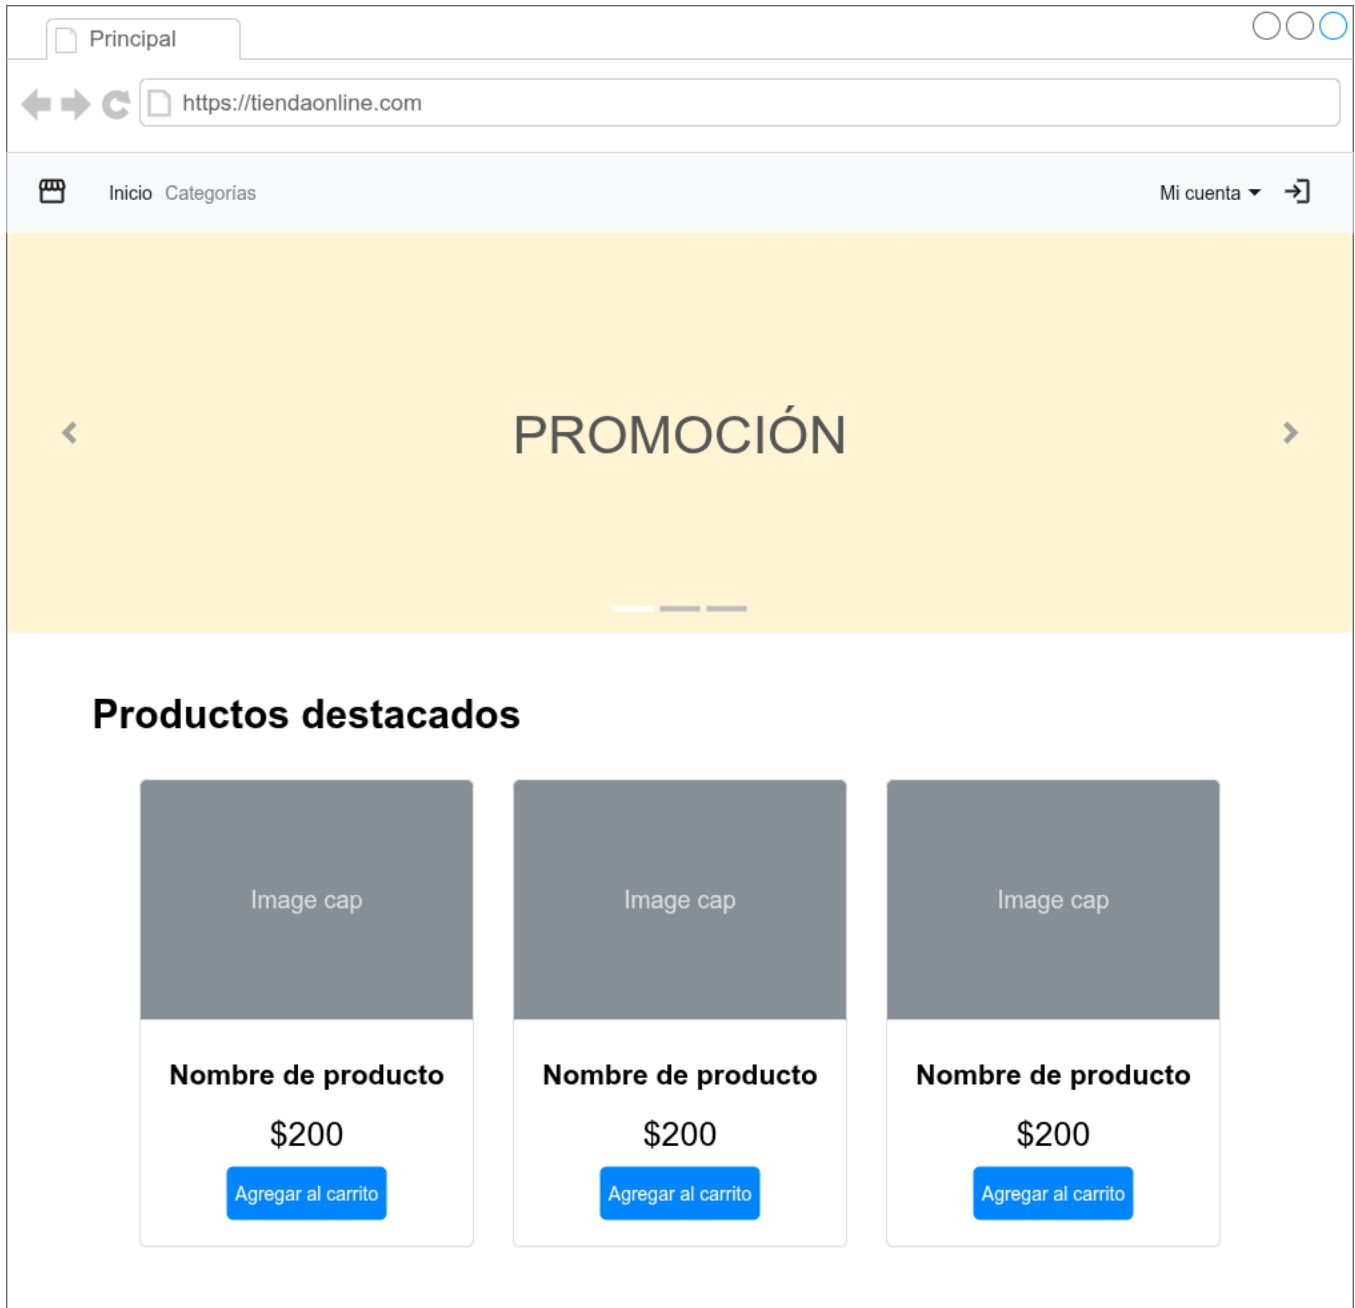 Principal
https://tiendaonline.com
Inicio Categorías Mi cuenta
PROMOCIÓN
Productos destacados
Image cap Image cap Image cap
Nombre de producto Nombre de producto Nombre de producto
$200 $200 $200
Agregar al carrito Agregar al carrito Agregar al carrito